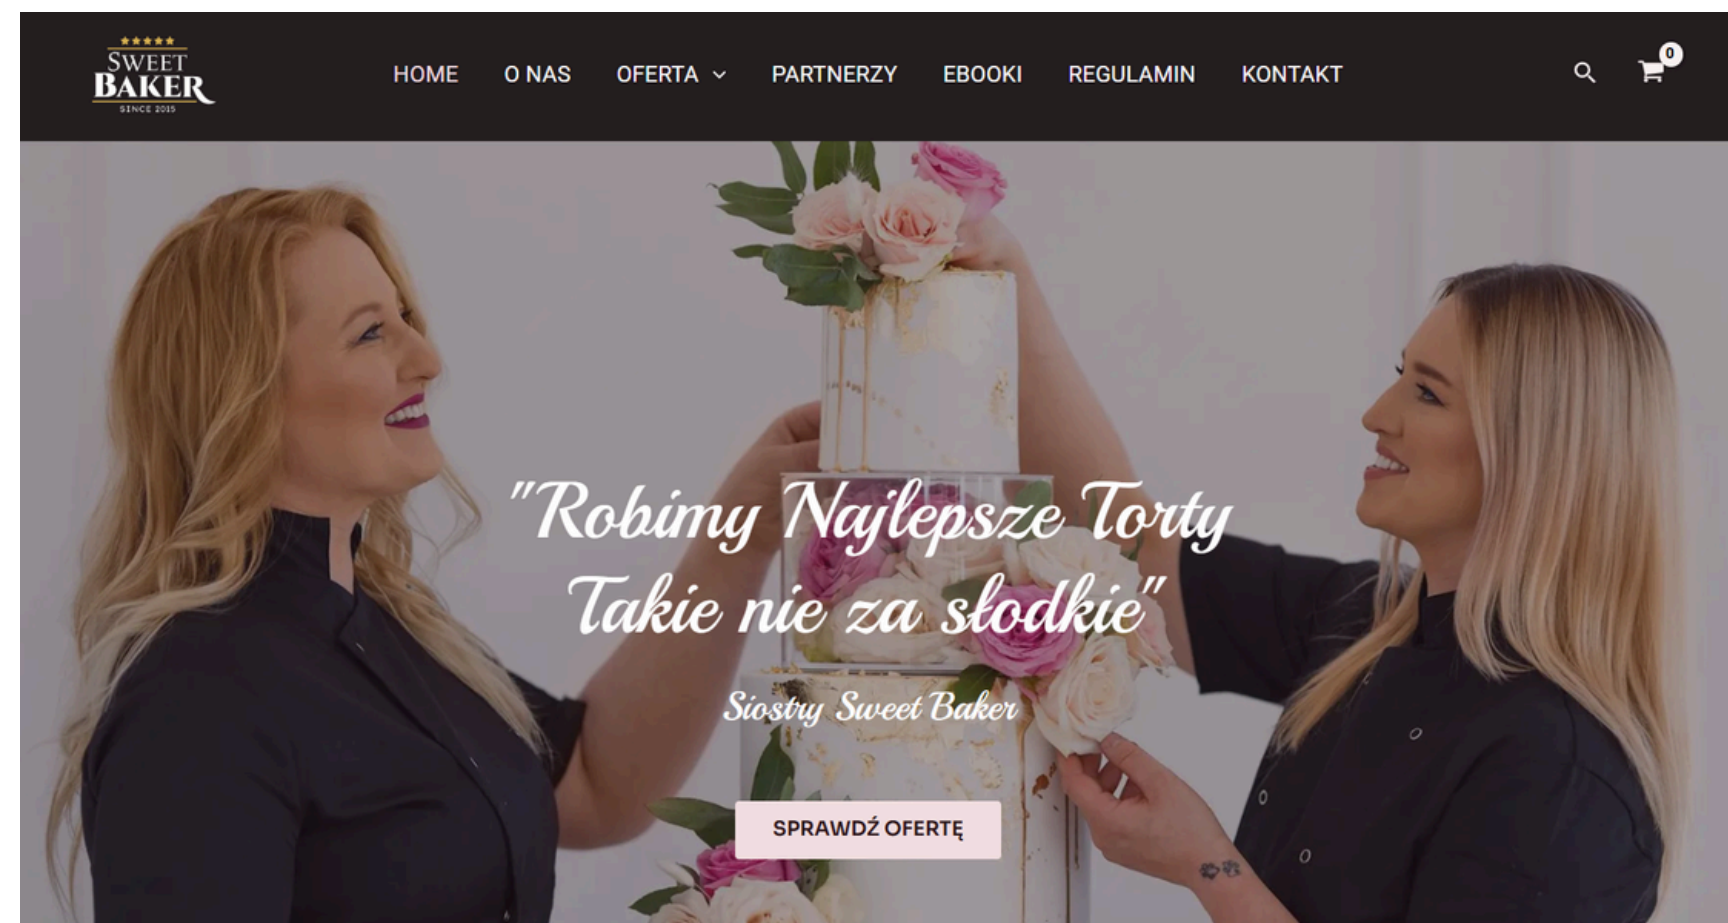 SWEET
BAKER
SINCE 2015
HOME O NAS OFERTA PARTNERZY EBOOKI REGULAMIN KONTAKT
0
"Robimy Najlepsze Torty
Takie nie za słodkie"
Siostry Sweet Baker
SPRAWDŹ OFERTĘ